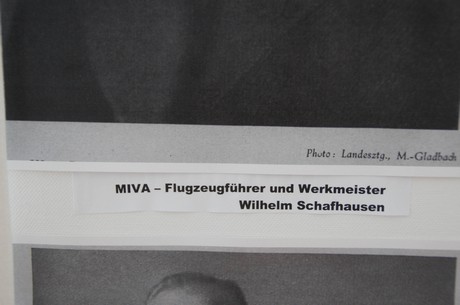 Photo: Landesztg., M.-Gladbach
MIVA – Flugzeugführer und Werkmeister
Wilhelm Schafhausen